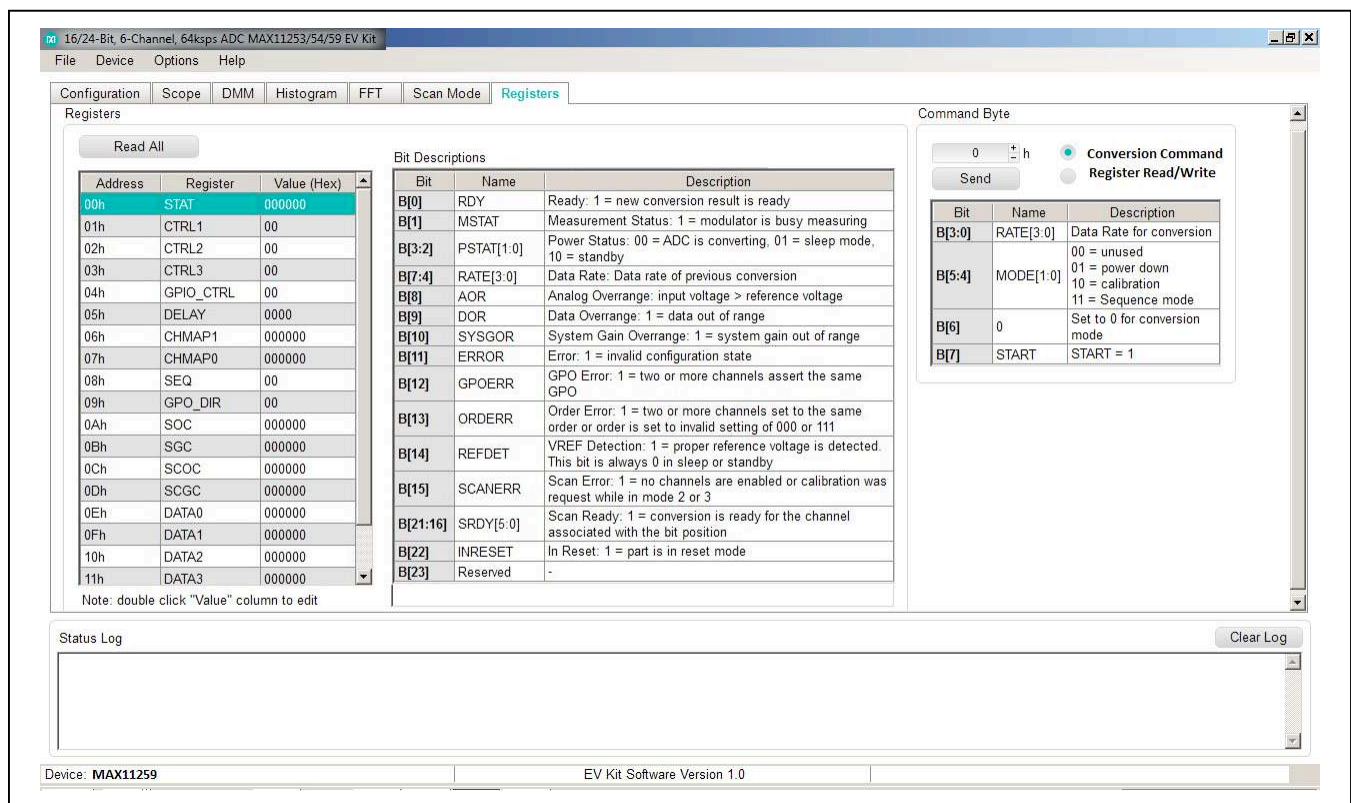 16/24-Bit, 6-Channel, 64ksps ADC MAX11253/54/59 EV Kit
File Device Options Help
Configuration Scope DMM Histogram FFT Scan Mode Registers
Registers
Read All
Address Register Value (Hex)
00h STAT 000000
01h CTRL1 00
02h CTRL2 00
03h CTRL3 00
04h GPIO_CTRL 00
05h DELAY 0000
06h CHMAP1 000000
07h CHMAP0 000000
08h SEQ 00
09h GPO_DIR 00
0Ah SOC 000000
0Bh SGC 000000
0Ch SCOC 000000
0Dh SCGC 000000
0Eh DATA0 000000
0Fh DATA1 000000
10h DATA2 000000
11h DATA3 000000
Note: double click "Value" column to edit
Bit Descriptions
Bit Name Description
B[0] RDY Ready: 1 = new conversion result is ready
B[1] MSTAT Measurement Status: 1 = modulator is busy measuring
B[3:2] PSTAT[1:0] Power Status: 00 = ADC is converting, 01 = sleep mode,
10 = standby
B[7:4] RATE[3:0] Data Rate: Data rate of previous conversion
B[8] AOR Analog Overrange: input voltage > reference voltage
B[9] DOR Data Overrange: 1 = data out of range
B[10] SYSGOR System Gain Overrange: 1 = system gain out of range
B[11] ERROR Error: 1 = invalid configuration state
B[12] GPOERR GPO Error: 1 = two or more channels assert the same
GPO
B[13] ORDERR Order Error: 1 = two or more channels set to the same
order or order is set to invalid setting of 000 or 111
B[14] REFDET VREF Detection: 1 = proper reference voltage is detected.
This bit is always 0 in sleep or standby
B[15] SCANERR Scan Error: 1 = no channels are enabled or calibration was
request while in mode 2 or 3
B[21:16] SRDY[5:0] Scan Ready: 1 = conversion is ready for the channel
associated with the bit position
B[22] INRESET In Reset: 1 = part is in reset mode
B[23] Reserved -
Command Byte
0 h Conversion Command
Send Register Read/Write
Bit Name Description
B[3:0] RATE[3:0] Data Rate for conversion
B[5:4] MODE[1:0] 00 = unused
01 = power down
10 = calibration
11 = Sequence mode
B[6] 0 Set to 0 for conversion
mode
B[7] START START = 1
Status Log
Clear Log
Device: MAX11259 EV Kit Software Version 1.0